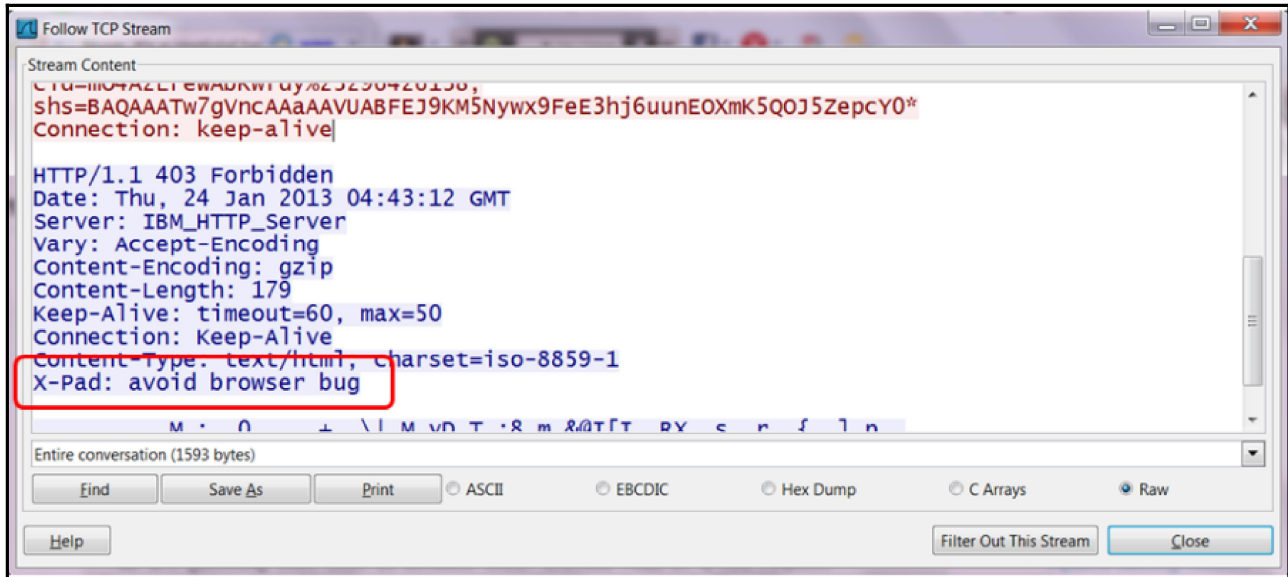 Follow TCP Stream
Stream Content
shs=BAQAAATw7gVncAAaAAVUABFEJ9KM5Nywx9FeE3hj6uunEOXmK5QOJ5ZepcY0*
Connection: keep-alive
HTTP/1.1 403 Forbidden
Date: Thu, 24 Jan 2013 04:43:12 GMT
Server: IBM_HTTP_Server
Vary: Accept-Encoding
Content-Encoding: gzip
Content-Length: 179
Keep-Alive: timeout=60, max=50
Connection: Keep-Alive
Content-Type: text/html; charset=iso-8859-1
X-Pad: avoid browser bug
Entire conversation (1593 bytes)
Find Save As Print ASCII EBCDIC Hex Dump C Arrays Raw
Help Filter Out This Stream Close